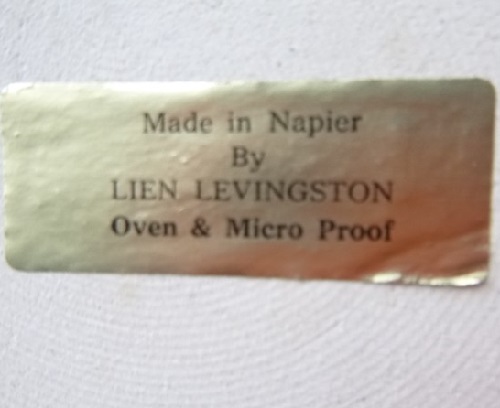 Made in Napier
By
LIEN LEVINGSTON
Oven & Micro Proof